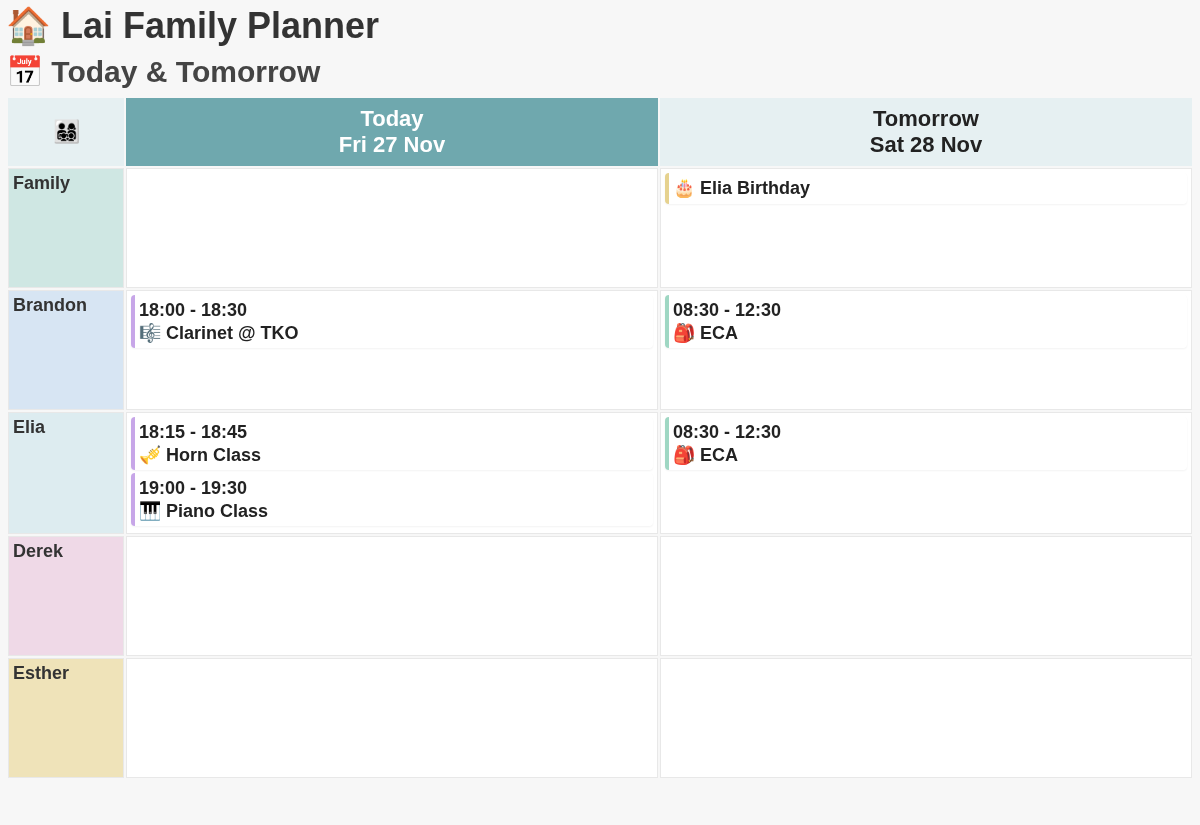 🏠 Lai Family Planner
📅 Today & Tomorrow
Today
Fri 27 Nov
Tomorrow
Sat 28 Nov
Family
🎂 Elia Birthday
Brandon
18:00 - 18:30
🎼 Clarinet @ TKO
08:30 - 12:30
🎒 ECA
Elia
18:15 - 18:45
🎺 Horn Class
19:00 - 19:30
🎹 Piano Class
08:30 - 12:30
🎒 ECA
Derek
Esther